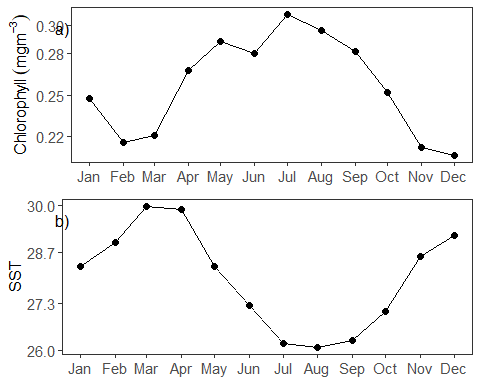 a)
Chlorophyll (mgm⁻³)
0.30
0.28
0.25
0.22
Jan Feb Mar Apr May Jun Jul Aug Sep Oct Nov Dec
b)
SST
30.0
28.7
27.3
26.0
Jan Feb Mar Apr May Jun Jul Aug Sep Oct Nov Dec